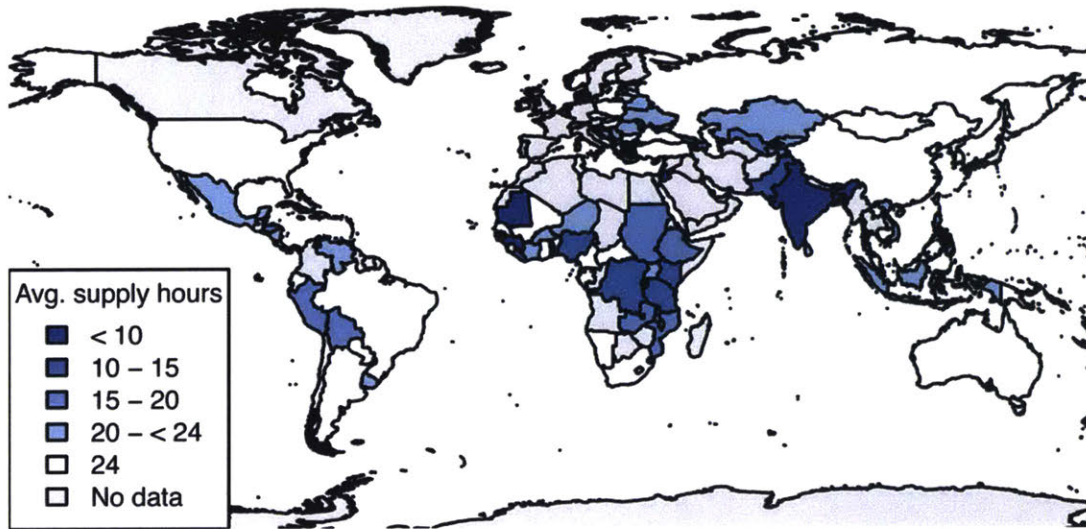 Avg. supply hours
< 10
10 – 15
15 – 20
20 – < 24
24
No data